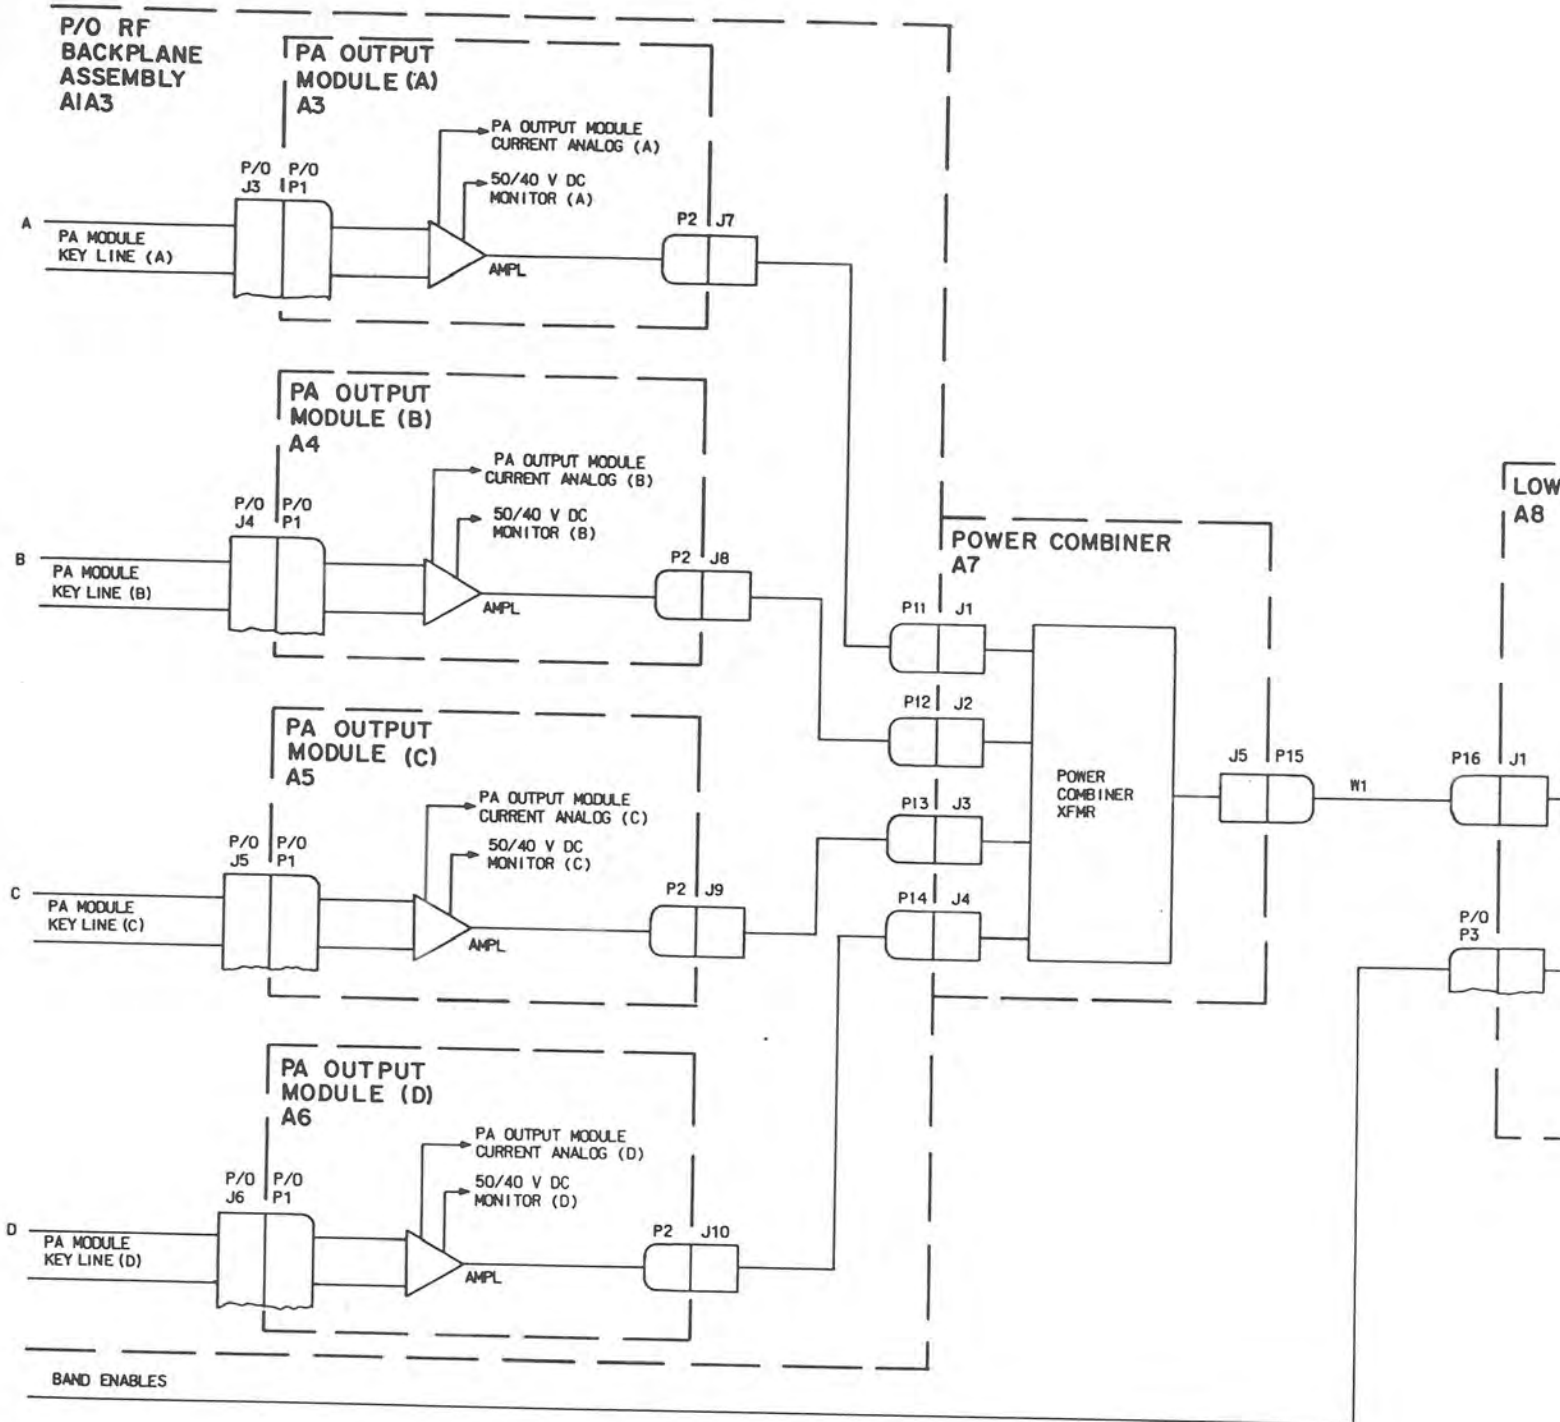 P/O RF
BACKPLANE
ASSEMBLY
A1A3
PA OUTPUT
MODULE (A)
A3
PA OUTPUT MODULE
CURRENT ANALOG (A)
50/40 V DC
MONITOR (A)
P/O P/O
J3 P1
A
PA MODULE
KEY LINE (A)
AMPL
P2 J7
PA OUTPUT
MODULE (B)
A4
PA OUTPUT MODULE
CURRENT ANALOG (B)
50/40 V DC
MONITOR (B)
P/O P/O
J4 P1
B
PA MODULE
KEY LINE (B)
AMPL
P2 J8
LOW
A8
POWER COMBINER
A7
P11 J1
P12 J2
P13 J3
P14 J4
POWER
COMBINER
XFMR
J5 P15
W1
P16 J1
P/O
P3
PA OUTPUT
MODULE (C)
A5
PA OUTPUT MODULE
CURRENT ANALOG (C)
50/40 V DC
MONITOR (C)
P/O P/O
J5 P1
C
PA MODULE
KEY LINE (C)
AMPL
P2 J9
PA OUTPUT
MODULE (D)
A6
PA OUTPUT MODULE
CURRENT ANALOG (D)
50/40 V DC
MONITOR (D)
P/O P/O
J6 P1
D
PA MODULE
KEY LINE (D)
AMPL
P2 J10
BAND ENABLES